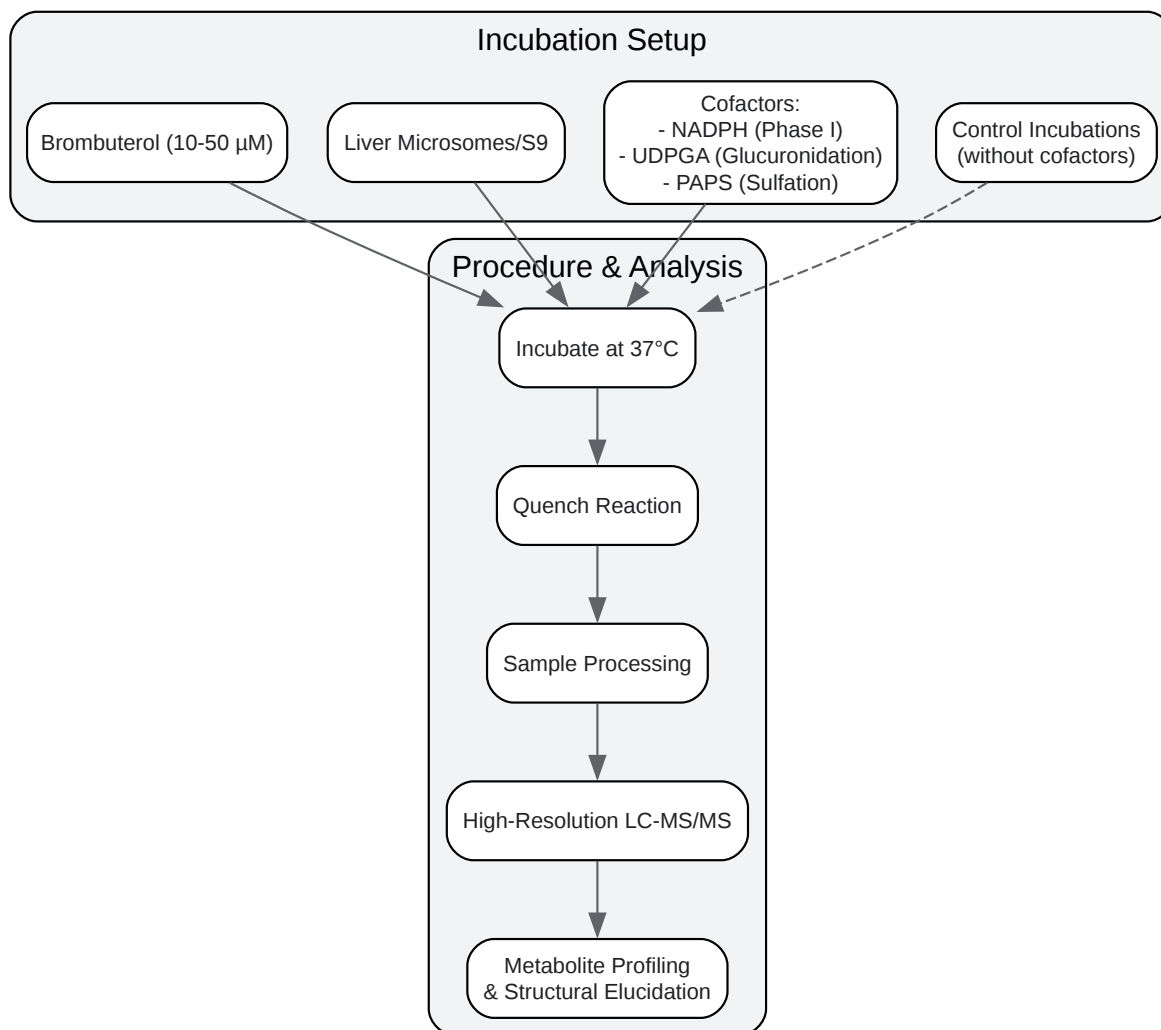 Incubation Setup
Brombuterol (10-50 µM)
Liver Microsomes/S9
Cofactors:
- NADPH (Phase I)
- UDPGA (Glucuronidation)
- PAPS (Sulfation)
Control Incubations
(without cofactors)
Procedure & Analysis
Incubate at 37°C
Quench Reaction
Sample Processing
High-Resolution LC-MS/MS
Metabolite Profiling
& Structural Elucidation